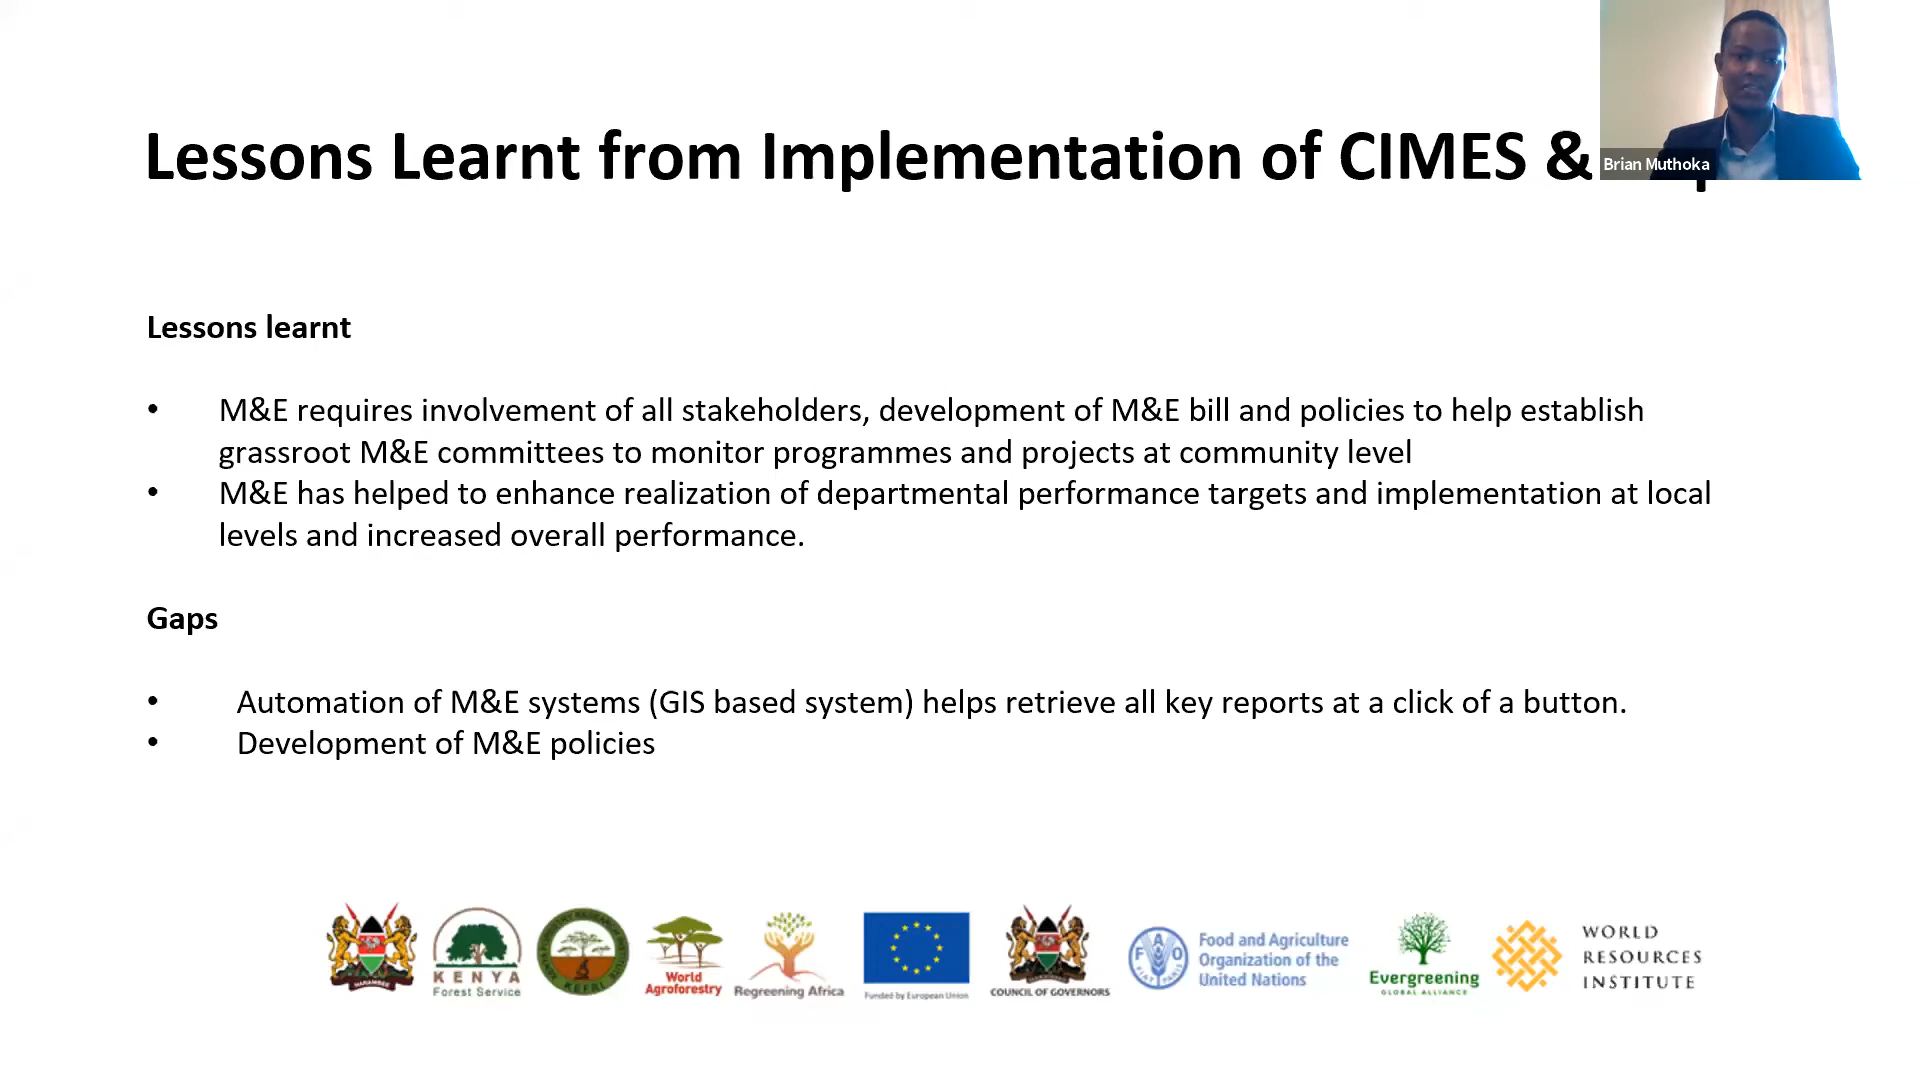 Lessons Learnt from Implementation of CIMES &
Brian Muthoka
Lessons learnt
• M&E requires involvement of all stakeholders, development of M&E bill and policies to help establish
grassroot M&E committees to monitor programmes and projects at community level
• M&E has helped to enhance realization of departmental performance targets and implementation at local
levels and increased overall performance.
Gaps
• Automation of M&E systems (GIS based system) helps retrieve all key reports at a click of a button.
• Development of M&E policies
HARAMBEE
KENYA
Forest Service
KEFRI
World
Agroforestry
Regreening Africa
Funded by European Union
COUNCIL OF GOVERNORS
FAO
FIAT PANIS
Food and Agriculture
Organization of the
United Nations
Evergreening
GLOBAL ALLIANCE
WORLD
RESOURCES
INSTITUTE